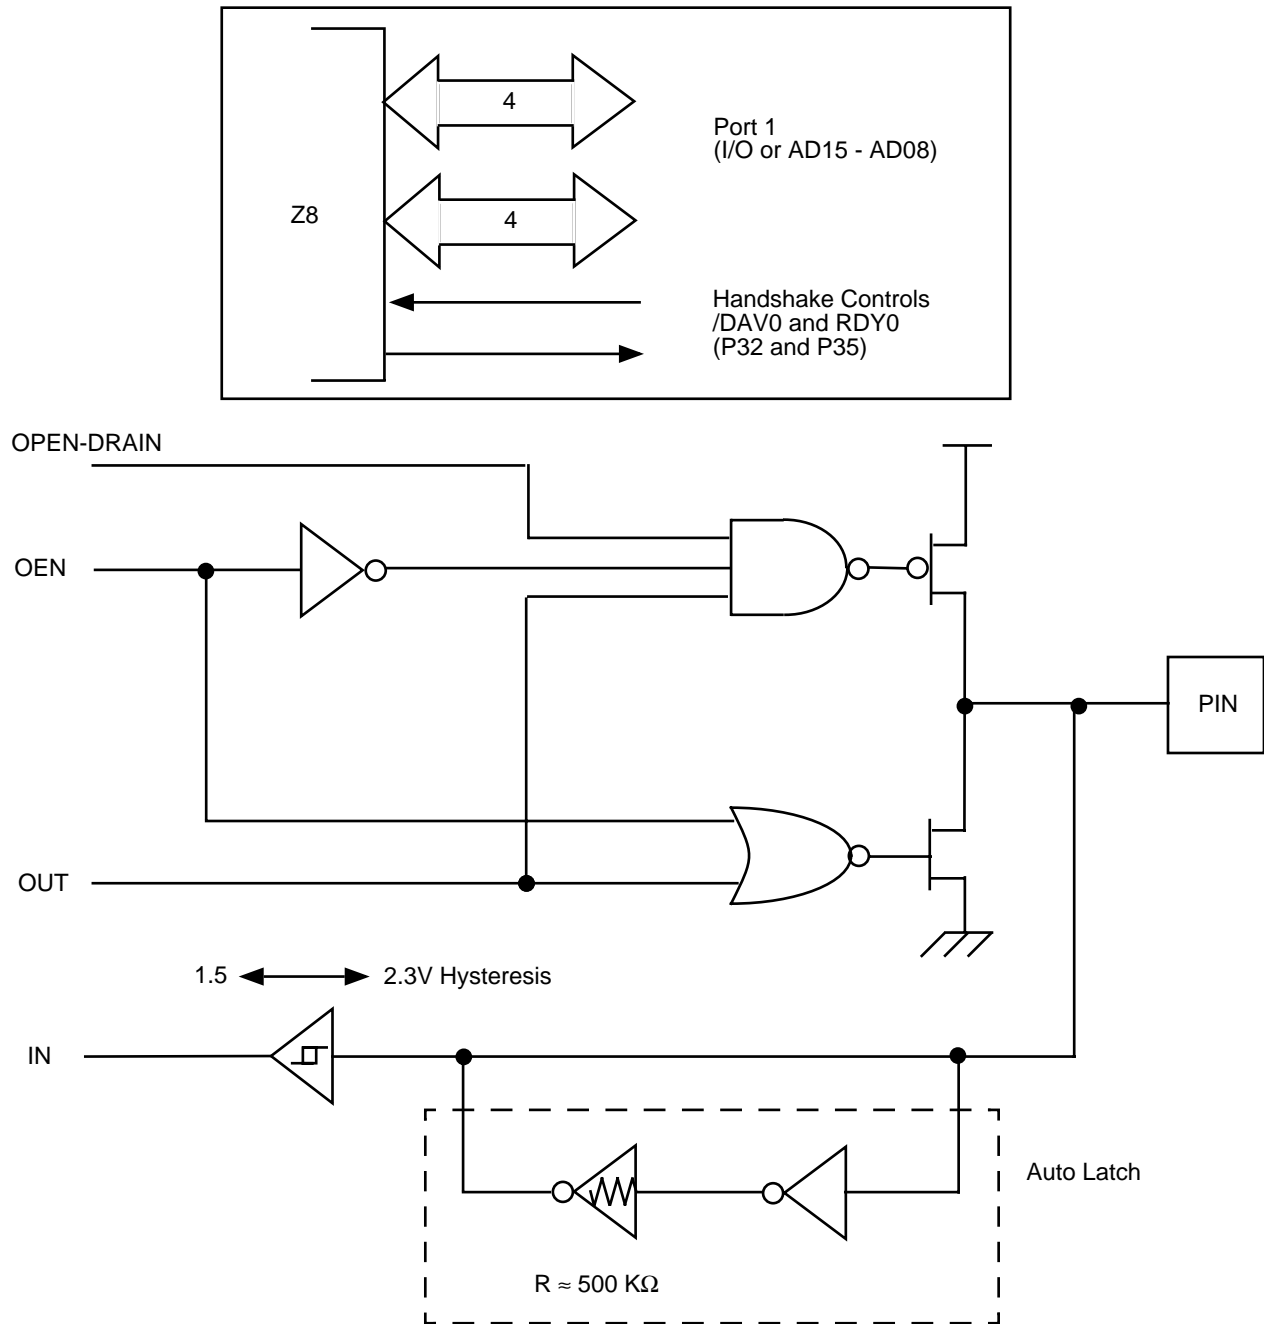 4
Port 1
(I/O or AD15 - AD08)
Z8
4
Handshake Controls
/DAV0 and RDY0
(P32 and P35)
OPEN-DRAIN
OEN
PIN
OUT
1.5 2.3V Hysteresis
IN
Auto Latch
R ≈ 500 KΩ